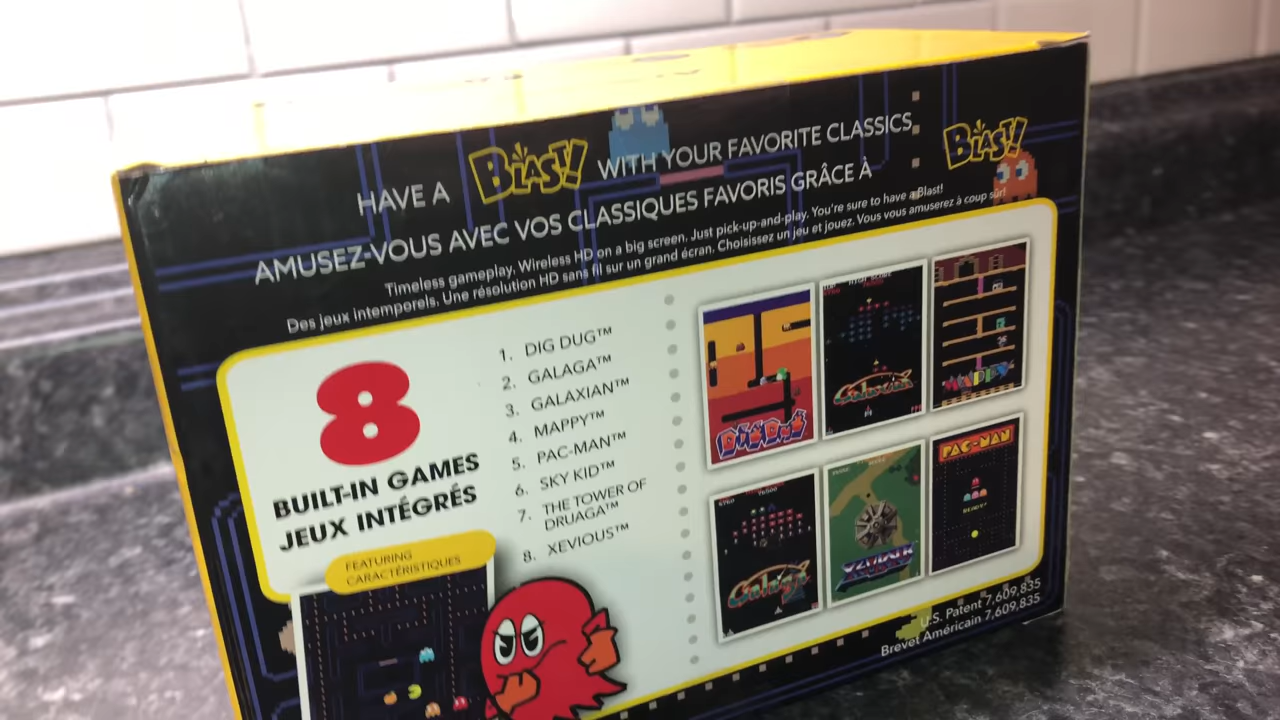 HAVE A BLAST! WITH YOUR FAVORITE CLASSICS
AMUSEZ-VOUS AVEC VOS CLASSIQUES FAVORIS GRÂCE À BLAST!
Timeless gameplay. Wireless HD on a big screen. Just pick-up-and-play. You're sure to have a Blast!
Des jeux intemporels. Une résolution HD sans fil sur un grand écran. Choisissez un jeu et jouez. Vous vous amuserez à coup sûr!
8
BUILT-IN GAMES
JEUX INTÉGRÉS
1. DIG DUG™
2. GALAGA™
3. GALAXIAN™
4. MAPPY™
5. PAC-MAN™
6. SKY KID™
7. THE TOWER OF
DRUAGA™
8. XEVIOUS™
FEATURING
CARACTÉRISTIQUES
DIG DUG
HIGH SCORE
Galaxian
MAPPY
Galaga
XEVIOUS
PAC-MAN
READY!
U.S. Patent 7,609,835
Brevet Américain 7,609,835